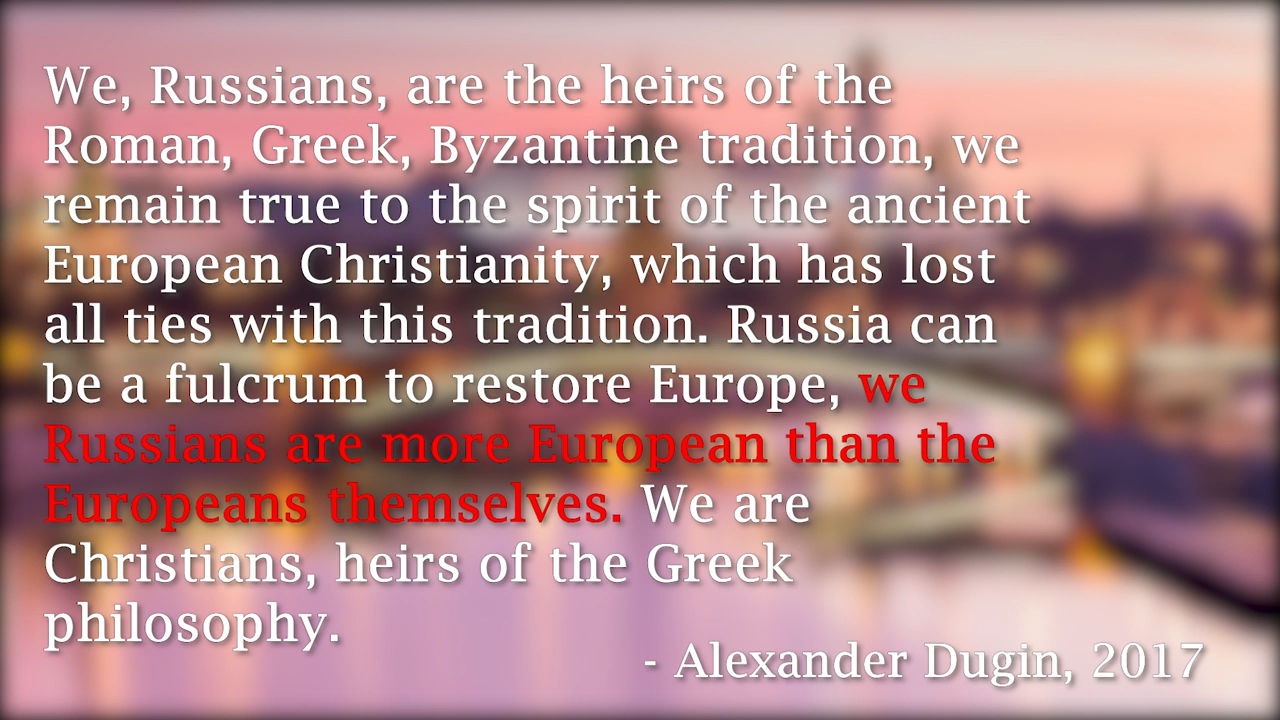 We, Russians, are the heirs of the
Roman, Greek, Byzantine tradition, we
remain true to the spirit of the ancient
European Christianity, which has lost
all ties with this tradition. Russia can
be a fulcrum to restore Europe, we
Russians are more European than the
Europeans themselves. We are
Christians, heirs of the Greek
philosophy.
- Alexander Dugin, 2017